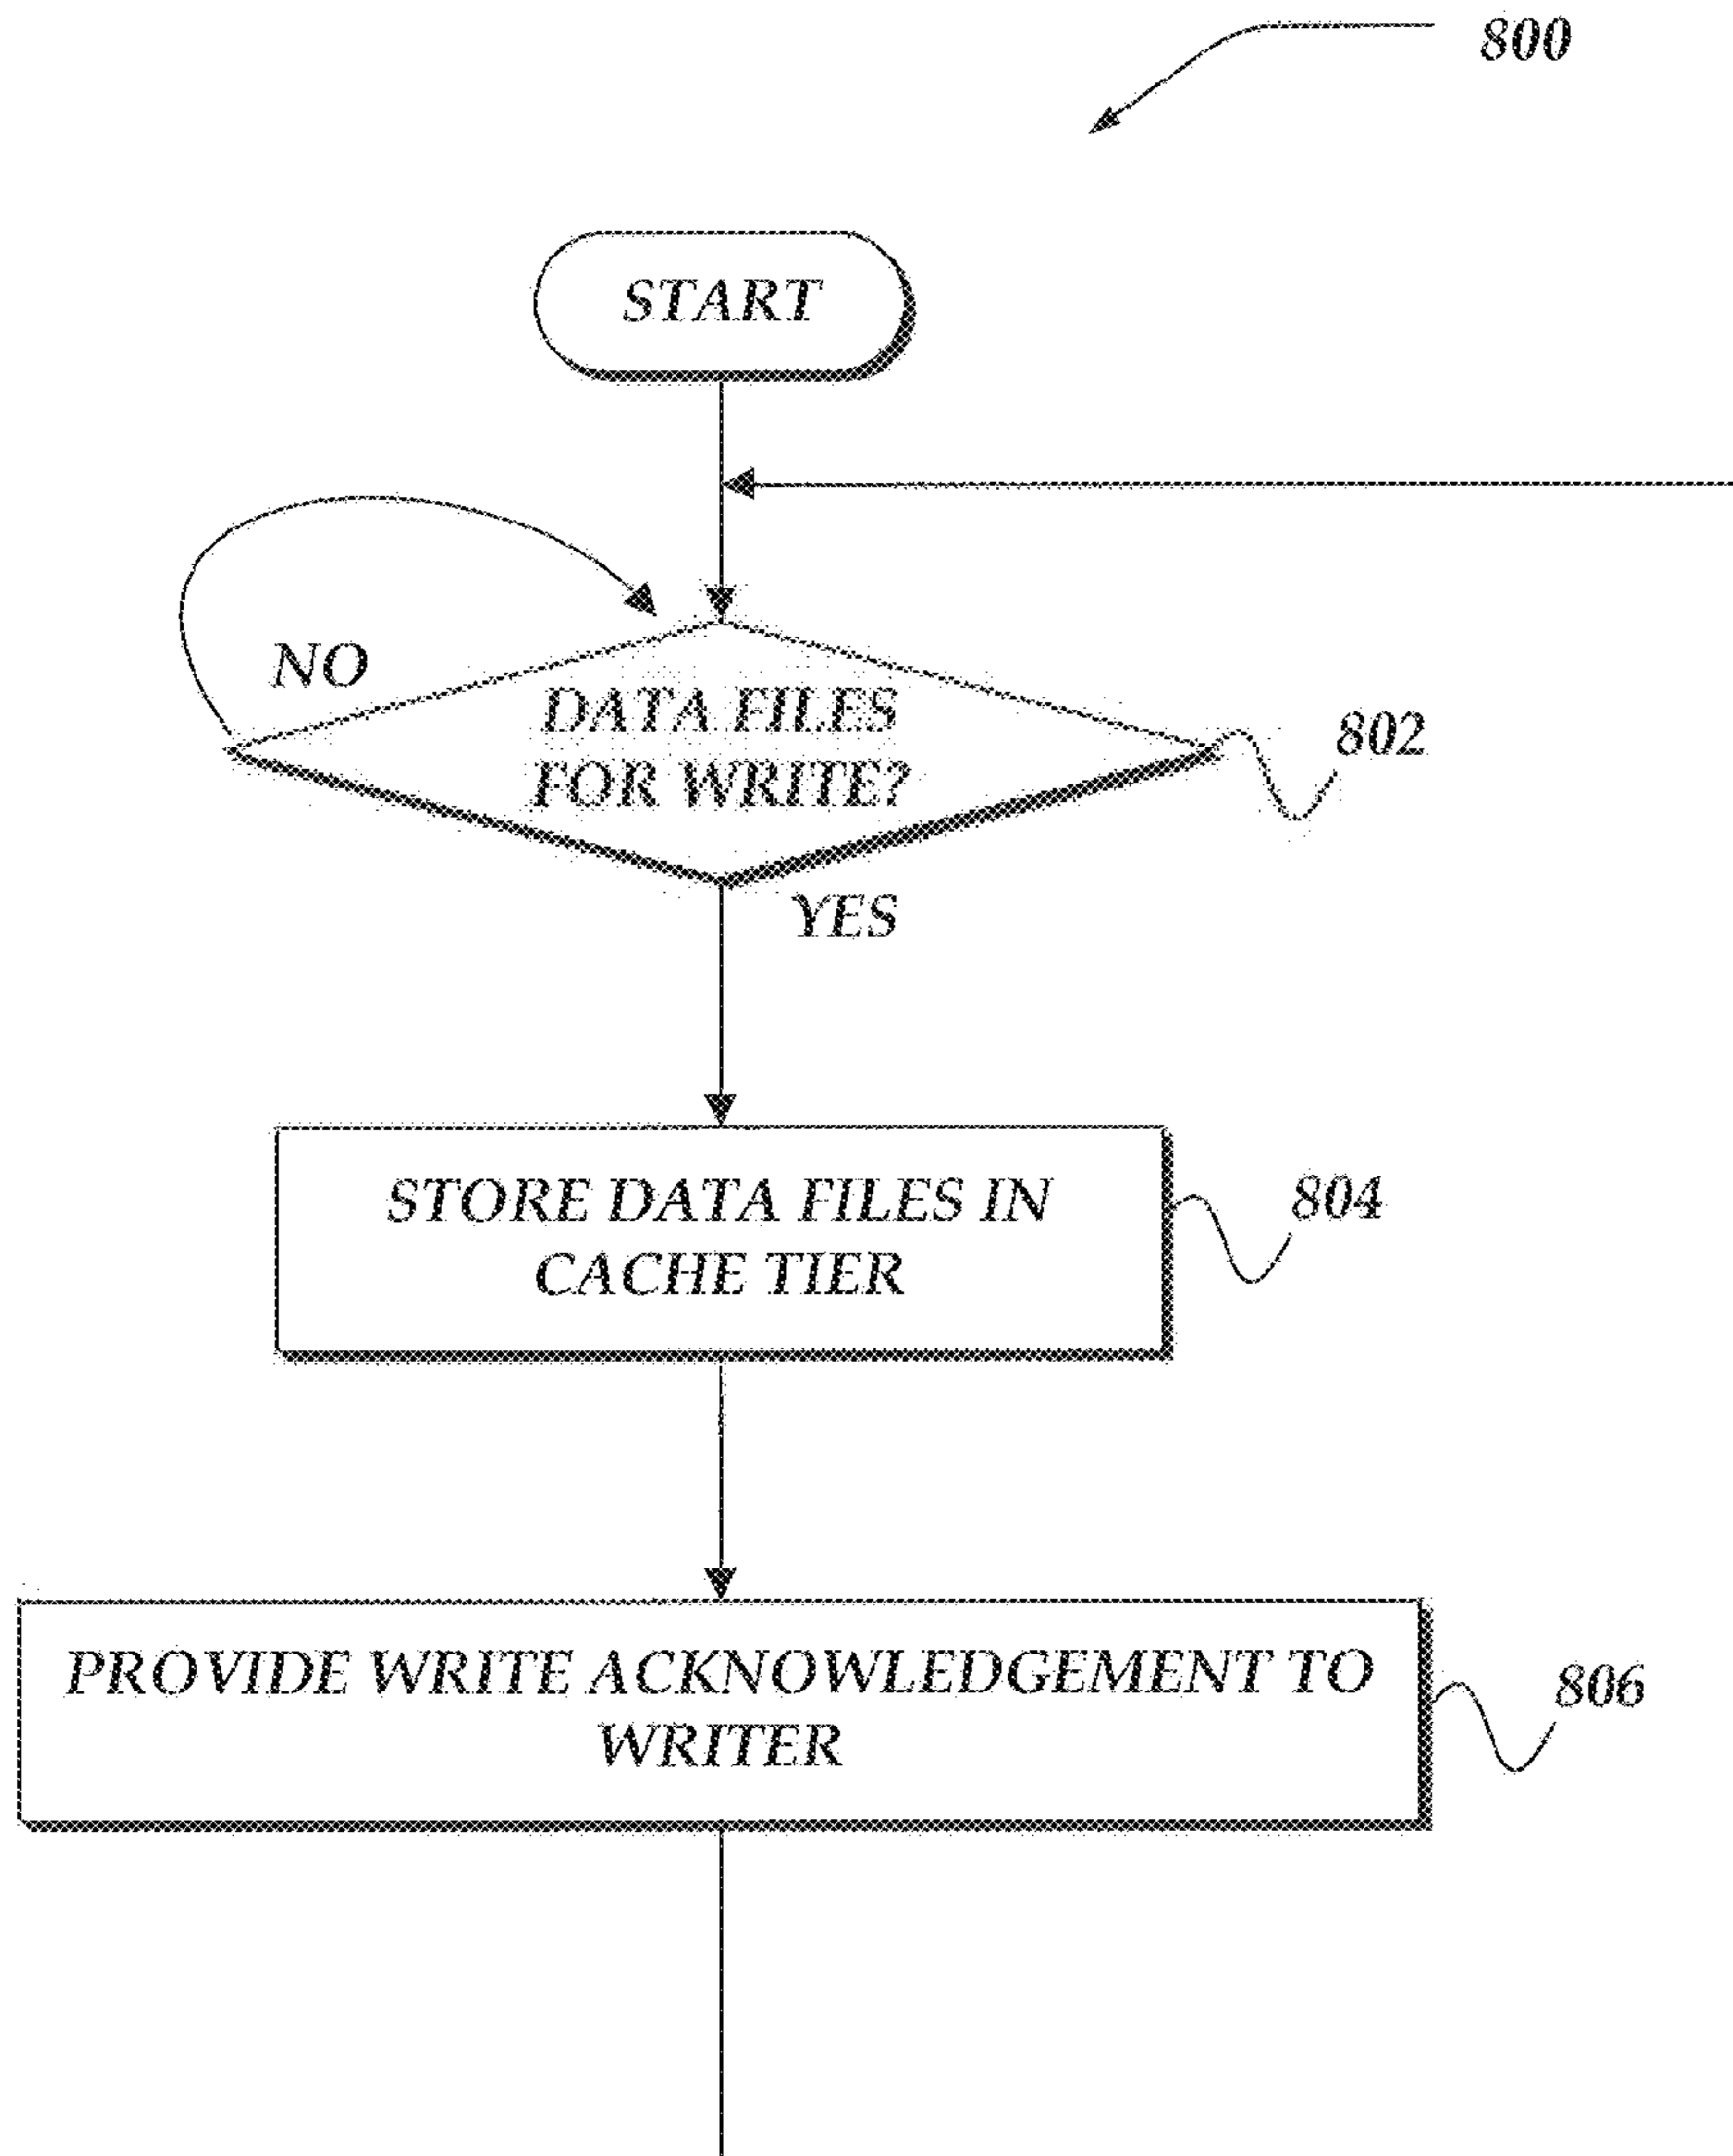 800
START
NO
DATA FILES
FOR WRITE?
802
YES
STORE DATA FILES IN
CACHE TIER
804
PROVIDE WRITE ACKNOWLEDGEMENT TO
WRITER
806